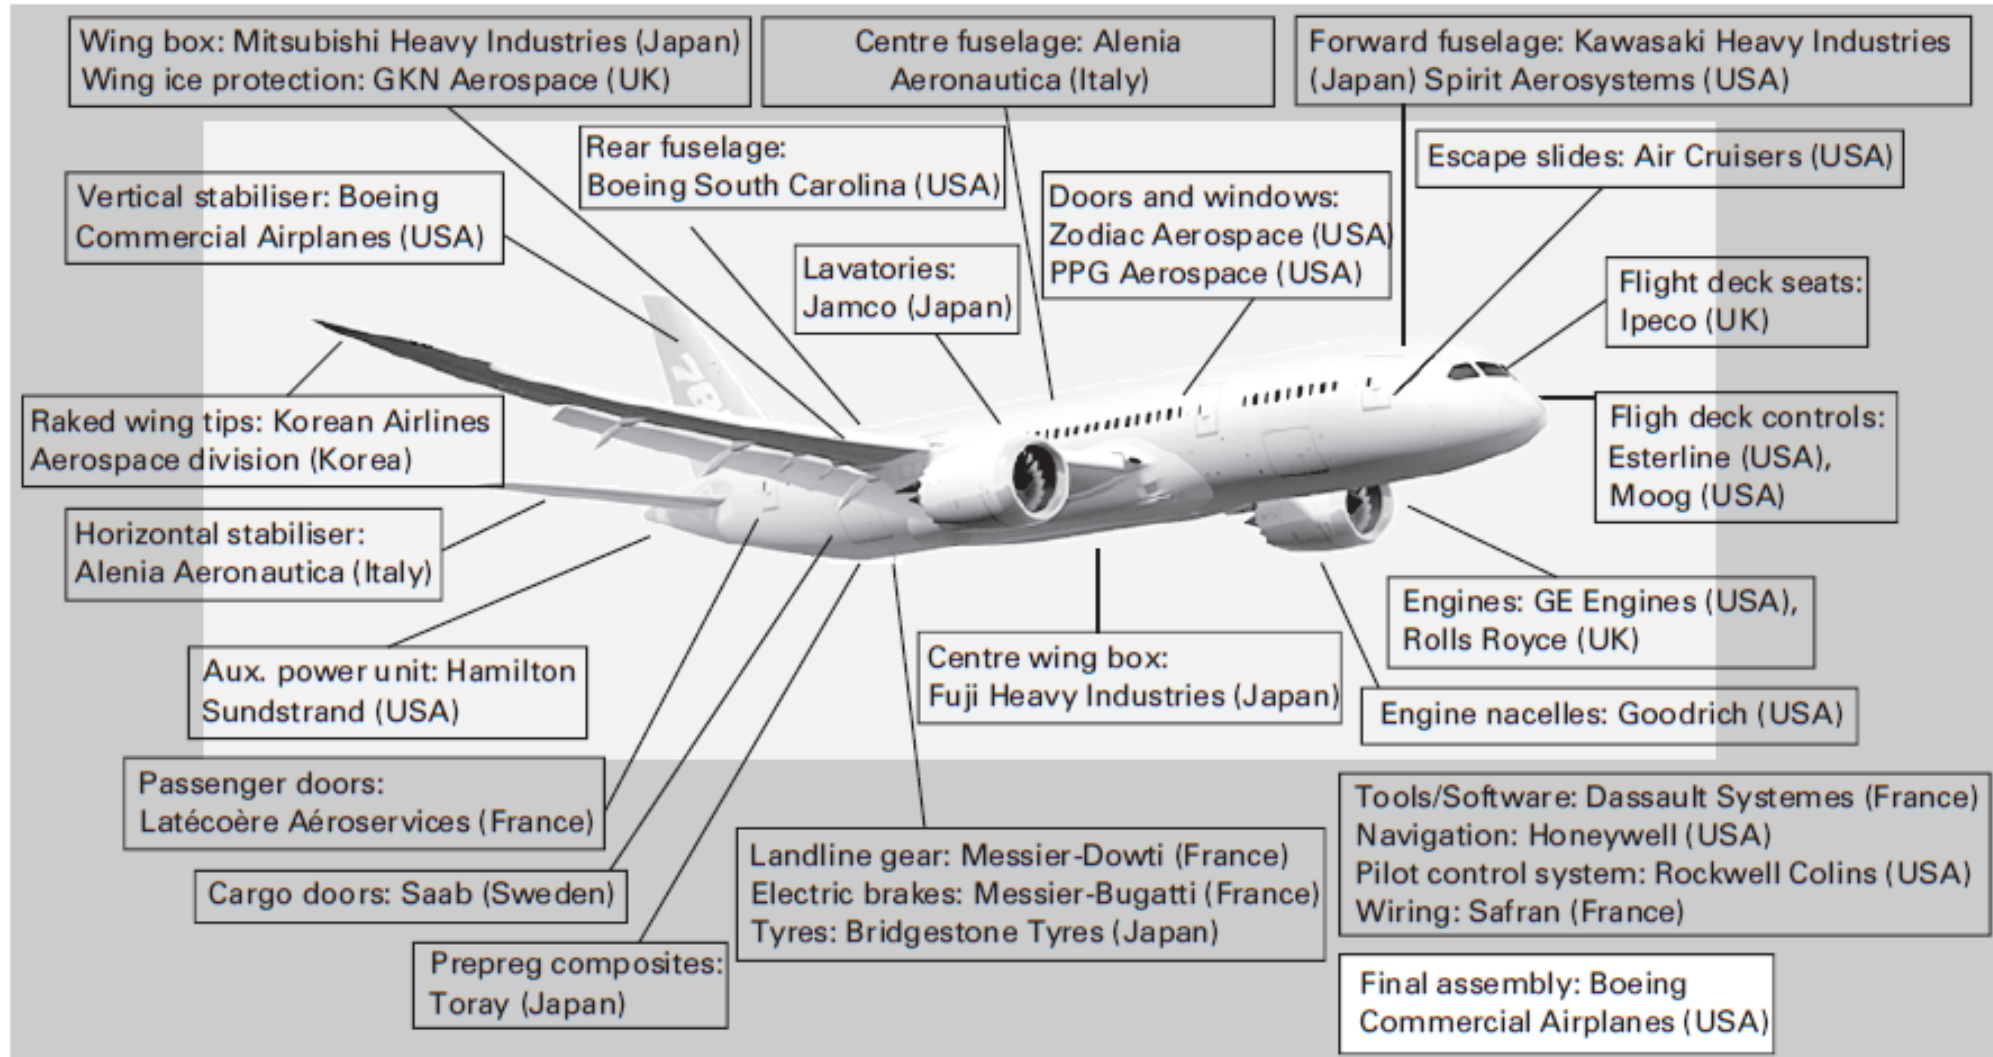 Wing box: Mitsubishi Heavy Industries (Japan)
Wing ice protection: GKN Aerospace (UK)
Centre fuselage: Alenia
Aeronautica (Italy)
Forward fuselage: Kawasaki Heavy Industries
(Japan) Spirit Aerosystems (USA)
Rear fuselage:
Boeing South Carolina (USA)
Escape slides: Air Cruisers (USA)
Vertical stabiliser: Boeing
Commercial Airplanes (USA)
Doors and windows:
Zodiac Aerospace (USA)
PPG Aerospace (USA)
Lavatories:
Jamco (Japan)
Flight deck seats:
Ipeco (UK)
787
Raked wing tips: Korean Airlines
Aerospace division (Korea)
Fligh deck controls:
Esterline (USA),
Moog (USA)
Horizontal stabiliser:
Alenia Aeronautica (Italy)
Engines: GE Engines (USA),
Rolls Royce (UK)
Aux. power unit: Hamilton
Sundstrand (USA)
Centre wing box:
Fuji Heavy Industries (Japan)
Engine nacelles: Goodrich (USA)
Passenger doors:
Latécoère Aéroservices (France)
Tools/Software: Dassault Systemes (France)
Navigation: Honeywell (USA)
Pilot control system: Rockwell Colins (USA)
Wiring: Safran (France)
Landline gear: Messier-Dowti (France)
Electric brakes: Messier-Bugatti (France)
Tyres: Bridgestone Tyres (Japan)
Cargo doors: Saab (Sweden)
Prepreg composites:
Toray (Japan)
Final assembly: Boeing
Commercial Airplanes (USA)